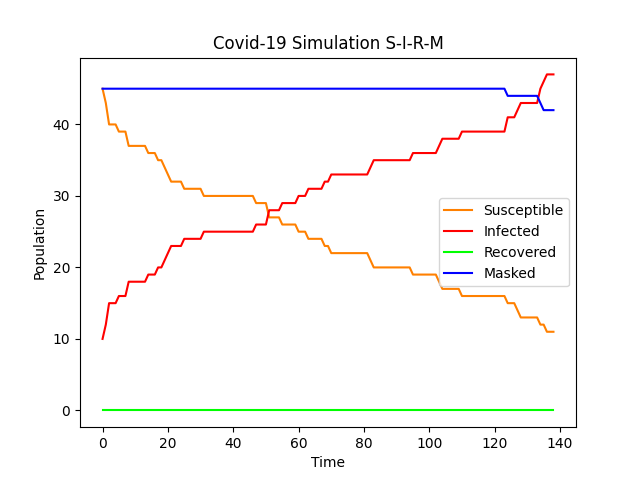 Covid-19 Simulation S-I-R-M
Population
40
30
20
10
0
Susceptible
Infected
Recovered
Masked
0 20 40 60 80 100 120 140
Time